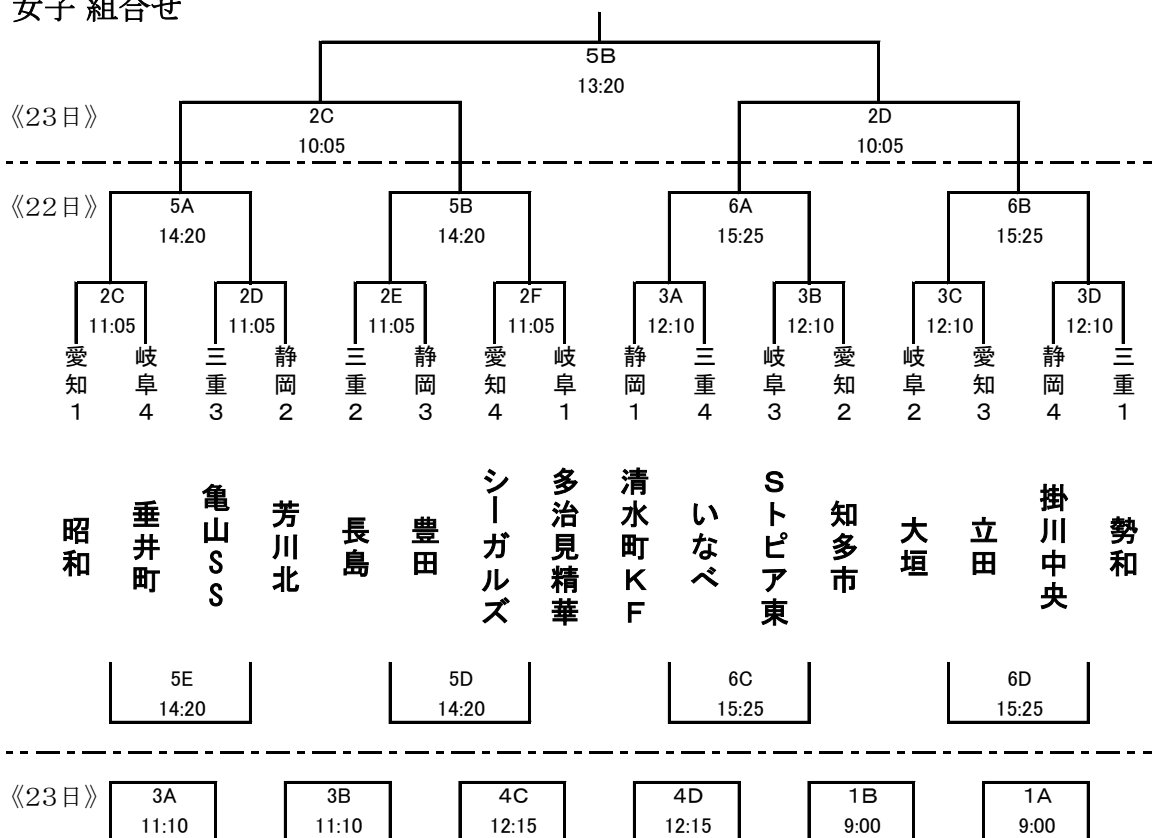 女子 組合せ
5B
13:20
《23日》
2C
10:05
2D
10:05
《22日》
5A
14:20
5B
14:20
6A
15:25
6B
15:25
2C
11:05
2D
11:05
2E
11:05
2F
11:05
3A
12:10
3B
12:10
3C
12:10
3D
12:10
愛知1
岐阜4
三重3
静岡2
三重2
静岡3
愛知4
岐阜1
静岡1
三重4
岐阜3
愛知2
岐阜2
愛知3
静岡4
三重1
昭和
垂井町
亀山SS
芳川北
長島
豊田
シーガルズ
多治見精華
清水町KF
いなべ
Sトピア東
知多市
大垣
立田
掛川中央
勢和
5E
14:20
5D
14:20
6C
15:25
6D
15:25
《23日》
3A
11:10
3B
11:10
4C
12:15
4D
12:15
1B
9:00
1A
9:00